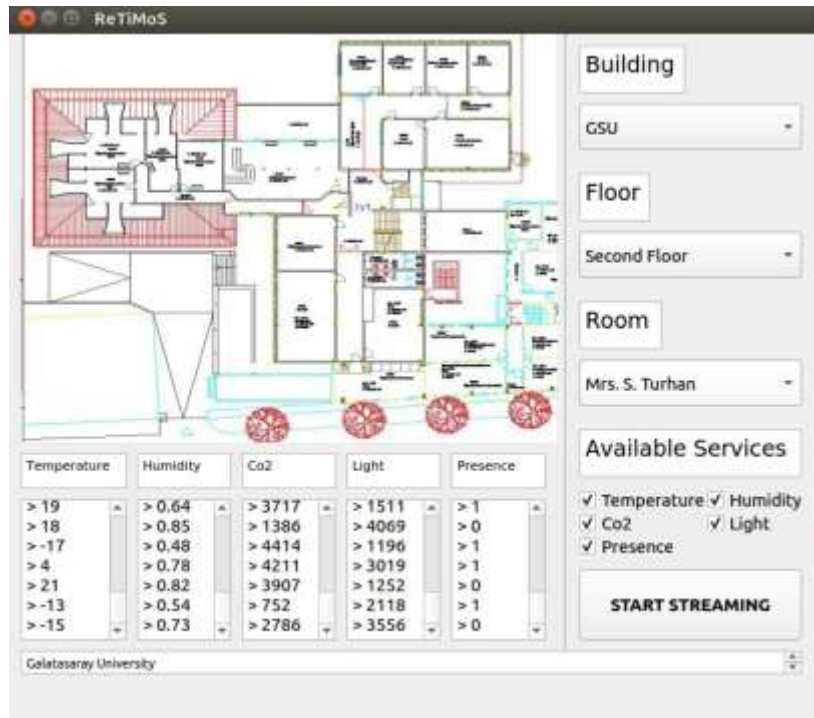 ReTiMoS
Building
GSU
Floor
Second Floor
Room
Mrs. S. Turhan
Available Services
✓ Temperature ✓ Humidity
✓ Co2 ✓ Light
✓ Presence
START STREAMING
Temperature Humidity Co2 Light Presence
> 19 > 0.64 > 3717 > 1511 > 1
> 18 > 0.85 > 1386 > 4069 > 0
> -17 > 0.48 > 4414 > 1196 > 1
> 4 > 0.78 > 4211 > 3019 > 1
> 21 > 0.82 > 3907 > 1252 > 0
> -13 > 0.54 > 752 > 2118 > 1
> -15 > 0.73 > 2786 > 3556 > 0
Galatasaray University